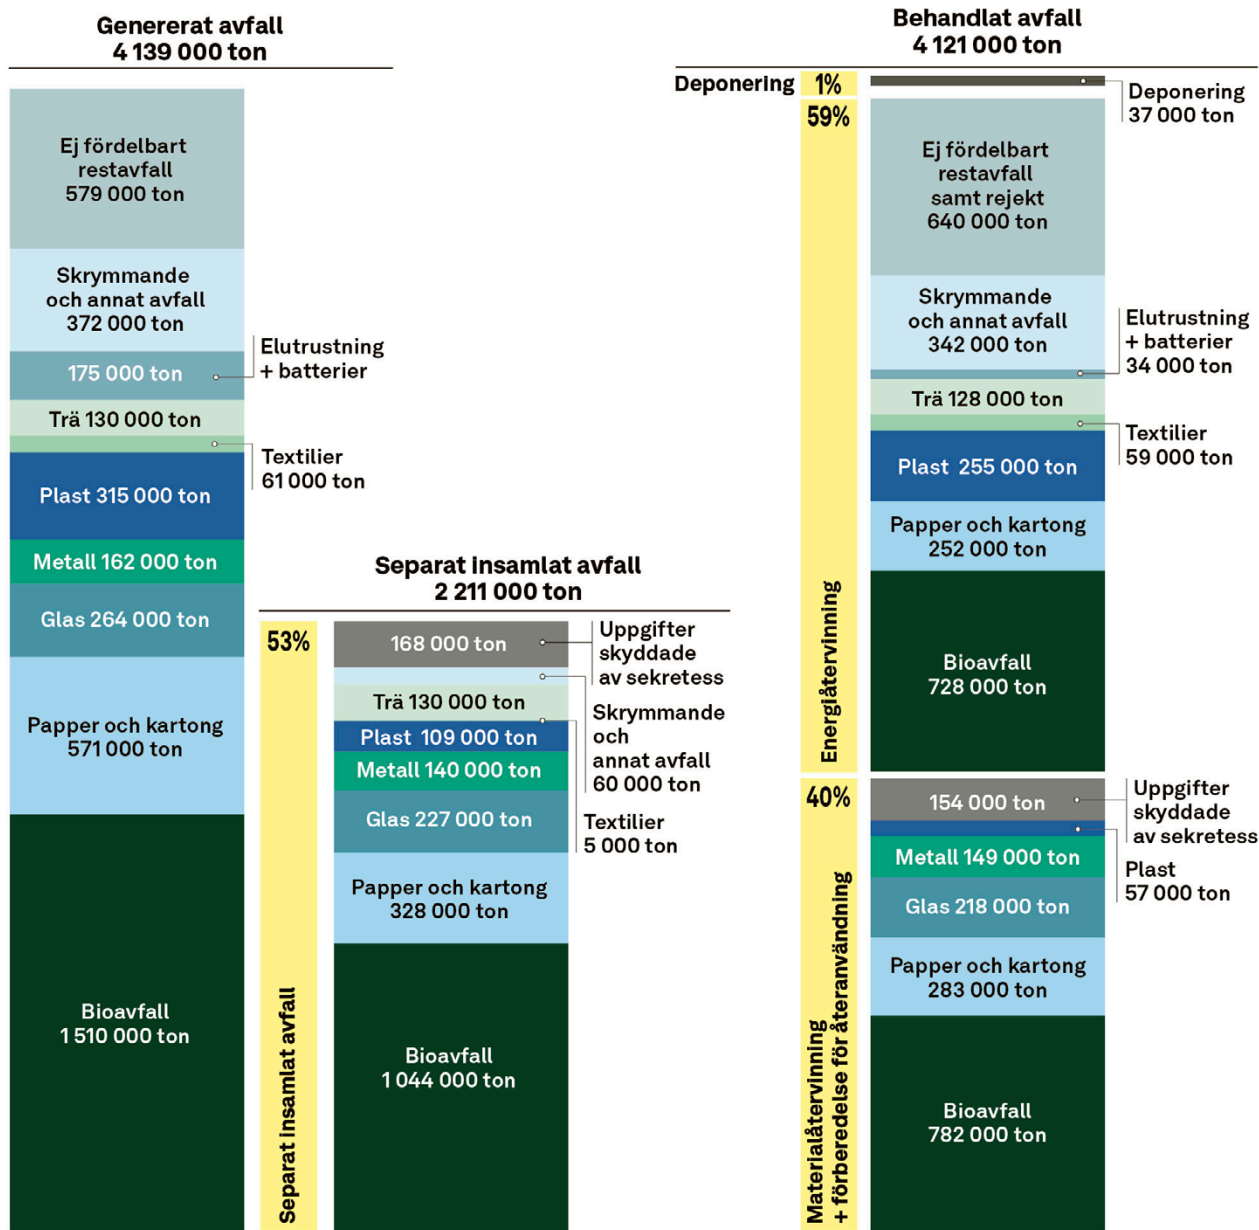 Genererat avfall
4 139 000 ton
Ej fördelbart
restavfall
579 000 ton
Skrymmande
och annat avfall
372 000 ton
175 000 ton
Elutrustning
+ batterier
Trä 130 000 ton
Textilier
61 000 ton
Plast 315 000 ton
Metall 162 000 ton
Glas 264 000 ton
Papper och kartong
571 000 ton
Bioavfall
1 510 000 ton
Separat insamlat avfall
2 211 000 ton
53%
Separat insamlat avfall
168 000 ton
Uppgifter
skyddade
av sekretess
Skrymmande
och
annat avfall
60 000 ton
Trä 130 000 ton
Textilier
5 000 ton
Plast 109 000 ton
Metall 140 000 ton
Glas 227 000 ton
Papper och kartong
328 000 ton
Bioavfall
1 044 000 ton
Behandlat avfall
4 121 000 ton
Deponering
1%
Deponering
37 000 ton
59%
Energiåtervinning
Ej fördelbart
restavfall
samt rejekt
640 000 ton
Skrymmande
och annat avfall
342 000 ton
Elutrustning
+ batterier
34 000 ton
Trä 128 000 ton
Textilier
59 000 ton
Plast 255 000 ton
Papper och kartong
252 000 ton
Bioavfall
728 000 ton
40%
Materialåtervinning
+ förberedelse för återanvändning
154 000 ton
Uppgifter
skyddade
av sekretess
Plast
57 000 ton
Metall 149 000 ton
Glas 218 000 ton
Papper och kartong
283 000 ton
Bioavfall
782 000 ton